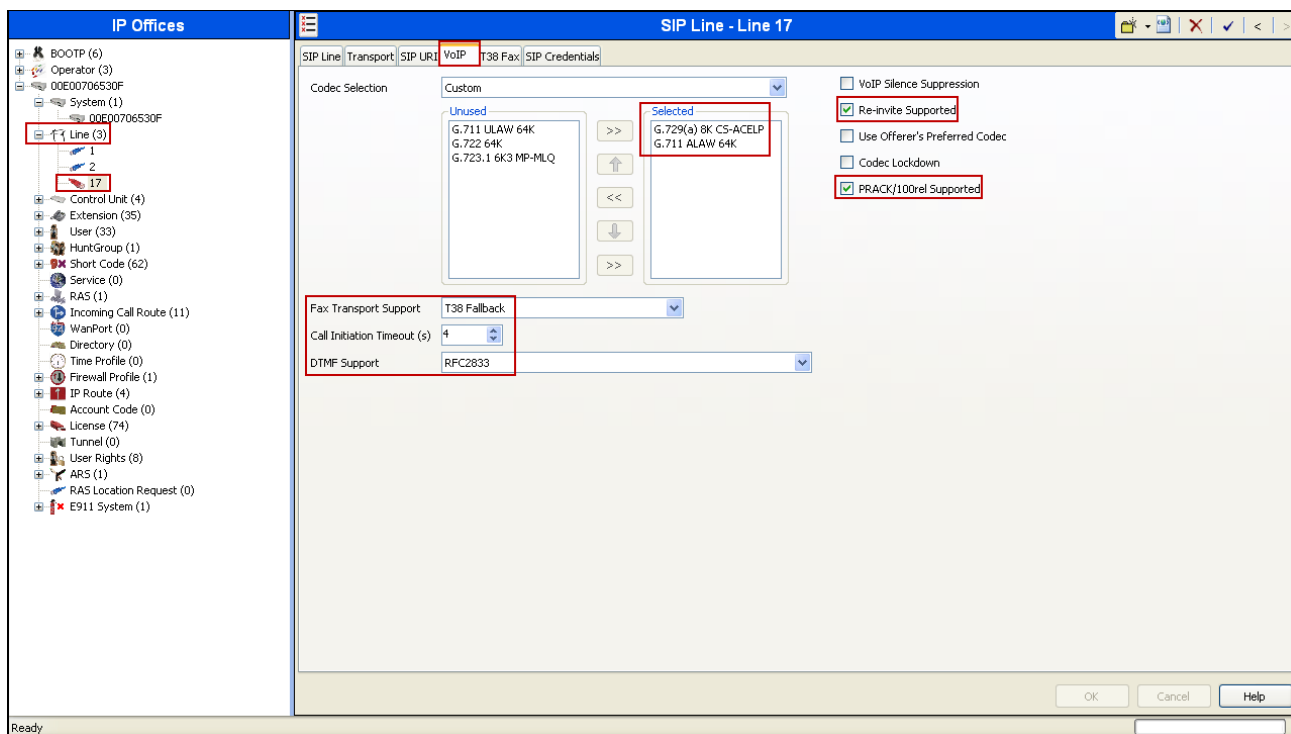 IP Offices
BOOTP (6)
Operator (3)
00E00706530F
System (1)
00E00706530F
Line (3)
1
2
17
Control Unit (4)
Extension (35)
User (33)
HuntGroup (1)
Short Code (62)
Service (0)
RAS (1)
Incoming Call Route (11)
WanPort (0)
Directory (0)
Time Profile (0)
Firewall Profile (1)
IP Route (4)
Account Code (0)
License (74)
Tunnel (0)
User Rights (8)
ARS (1)
RAS Location Request (0)
E911 System (1)
SIP Line - Line 17
SIP Line Transport SIP URI VoIP T38 Fax SIP Credentials
Codec Selection Custom
Unused
G.711 ULAW 64K
G.722 64K
G.723.1 6K3 MP-MLQ
>>
<<
>>
Selected
G.729(a) 8K CS-ACELP
G.711 ALAW 64K
VoIP Silence Suppression
Re-invite Supported
Use Offerer's Preferred Codec
Codec Lockdown
PRACK/100rel Supported
Fax Transport Support T38 Fallback
Call Initiation Timeout (s) 4
DTMF Support RFC2833
OK Cancel Help
Ready